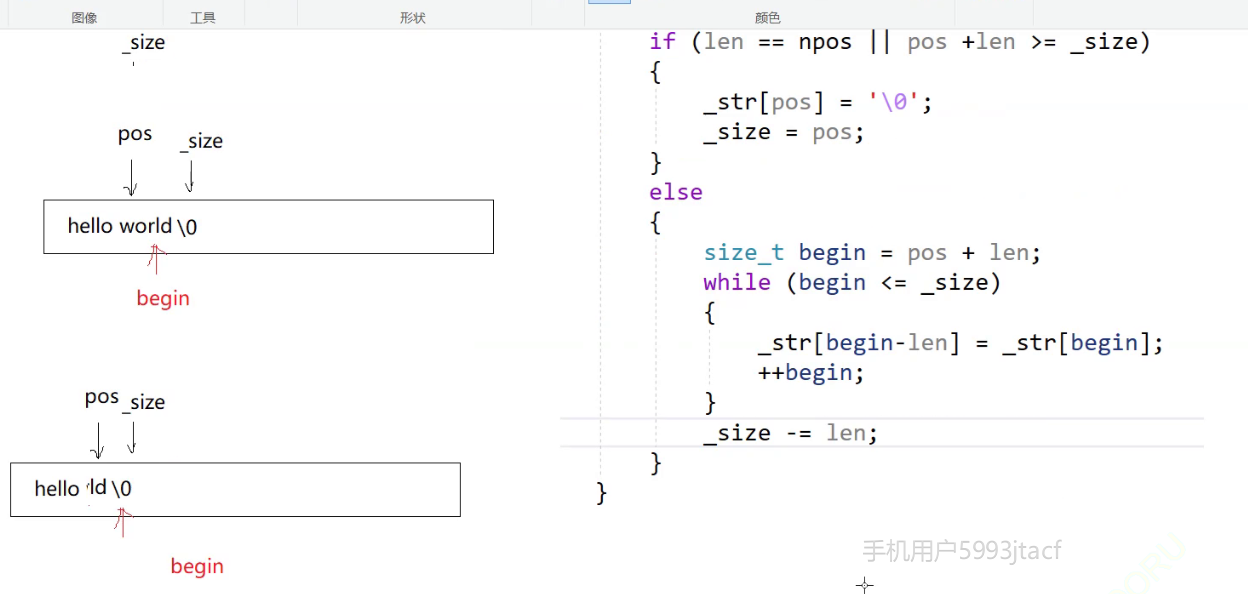 图像 工具 形状 颜色
_size
pos _size
hello world \0
begin
pos _size
hello ld \0
begin
if (len == npos || pos +len >= _size)
{
_str[pos] = '\0';
_size = pos;
}
else
{
size_t begin = pos + len;
while (begin <= _size)
{
_str[begin-len] = _str[begin];
++begin;
}
_size -= len;
}
}
手机用户5993jtacf